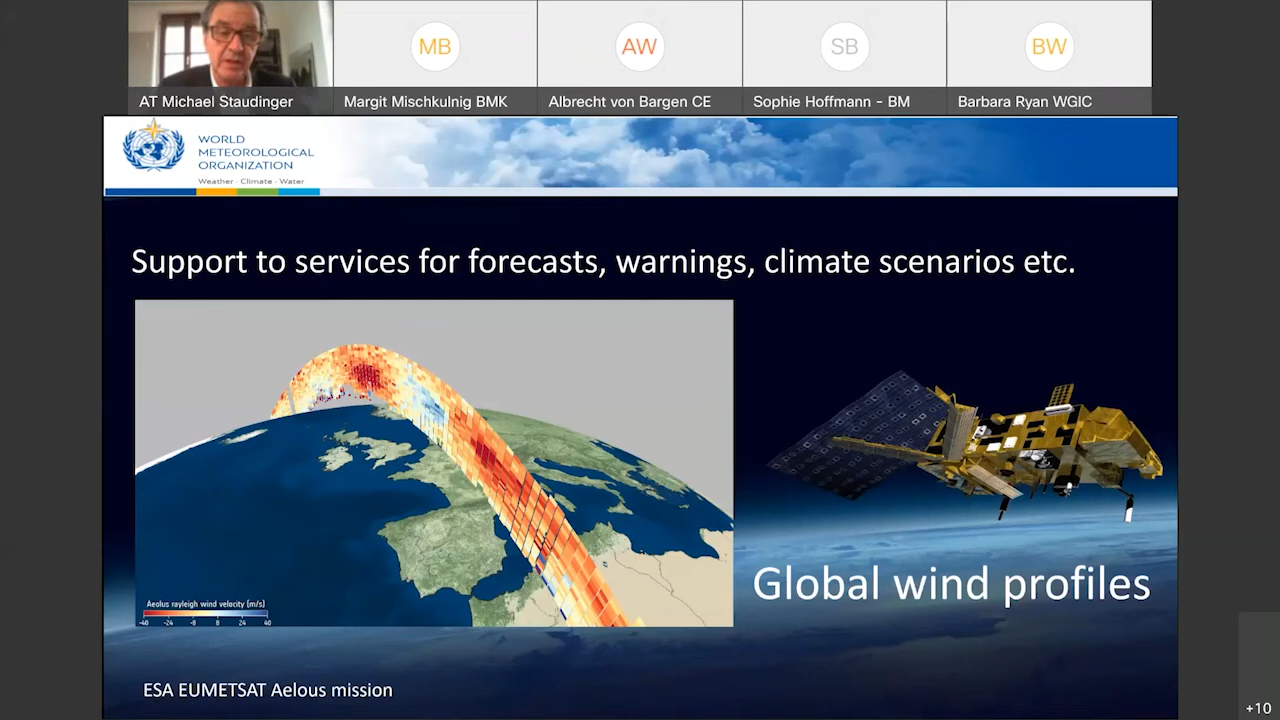 MB
AW
SB
BW
AT Michael Staudinger
Margit Mischkulnig BMK
Albrecht von Bargen CE
Sophie Hoffmann - BM
Barbara Ryan WGIC
WORLD
METEOROLOGICAL
ORGANIZATION
Weather · Climate · Water
Support to services for forecasts, warnings, climate scenarios etc.
Aeolus rayleigh wind velocity [m/s]
-40 -24 -8 8 24 40
Global wind profiles
ESA EUMETSAT Aelous mission
+10